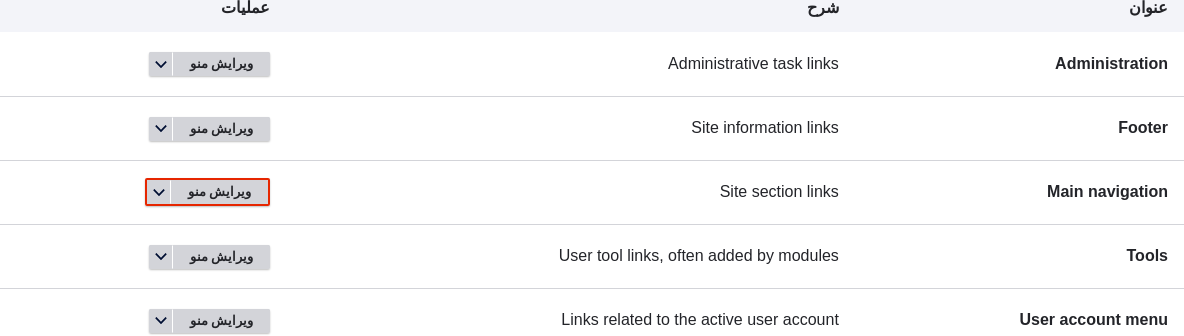 عنوان شرح عملیات
Administration Administrative task links ویرایش منو
Footer Site information links ویرایش منو
Main navigation Site section links ویرایش منو
Tools User tool links, often added by modules ویرایش منو
User account menu Links related to the active user account ویرایش منو